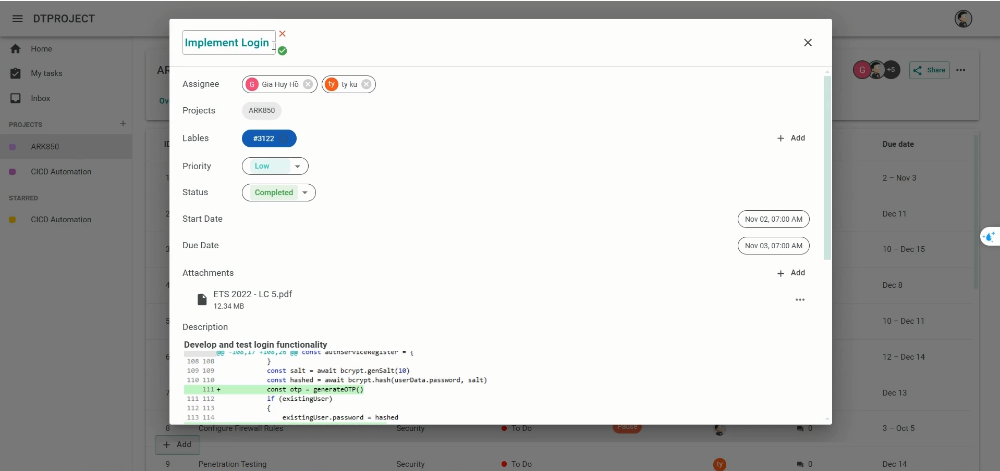 DTPROJECT
Home
My tasks
Inbox
PROJECTS
ARK850
CICD Automation
STARRED
CICD Automation
+5
Share
Due date
1
2 – Nov 3
2
Dec 11
3
10 – Dec 15
4
Dec 8
5
10 – Dec 11
6
12 – Dec 14
7
Dec 13
8 Configure Firewall Rules Security To Do Pause 0 3 – Oct 5
+ Add
9 Penetration Testing Security To Do ty 0 Dec 14
Implement Login
Assignee G Gia Huy Hồ ty ty ku
Projects ARK850
Lables #3122 + Add
Priority Low
Status Completed
Start Date Nov 02, 07:00 AM
Due Date Nov 03, 07:00 AM
Attachments + Add
ETS 2022 - LC 5.pdf
12.34 MB
Description
Develop and test login functionality
@@ -108,17 +108,26 @@ const authServiceRegister = {
108 108 }
109 109 const salt = await bcrypt.genSalt(10)
110 110 const hashed = await bcrypt.hash(userData.password, salt)
111 + const otp = generateOTP()
111 112 if (existingUser)
112 113 {
113 114 existingUser.password = hashed